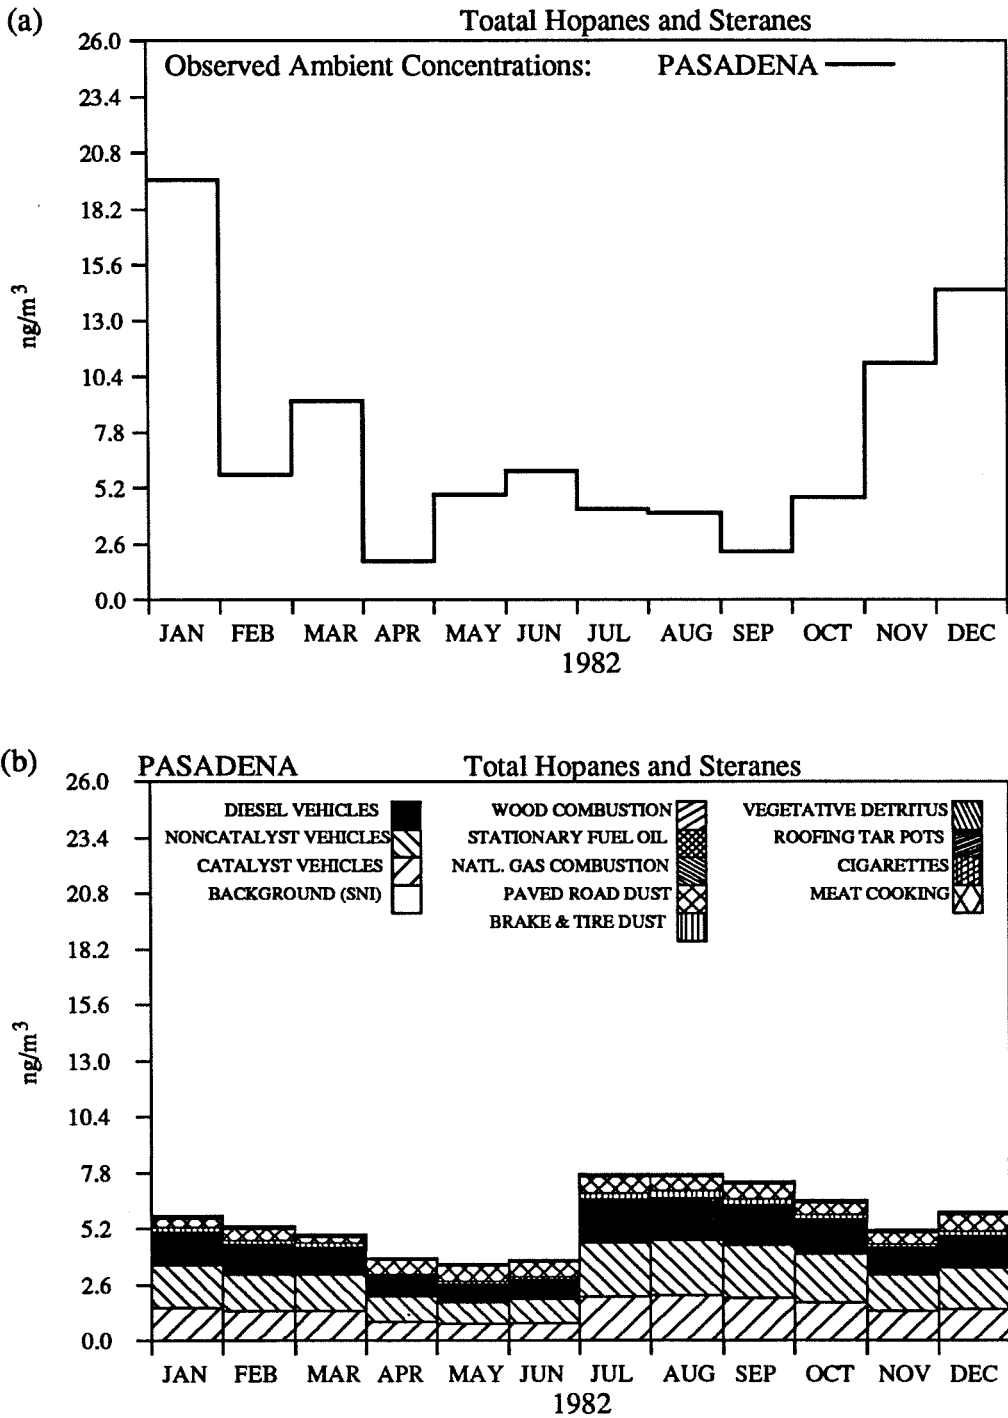 (a)
Toatal Hopanes and Steranes
Observed Ambient Concentrations: PASADENA
26.0
23.4
20.8
18.2
15.6
13.0
10.4
7.8
5.2
2.6
0.0
ng/m³
JAN FEB MAR APR MAY JUN JUL AUG SEP OCT NOV DEC
1982
(b)
PASADENA Total Hopanes and Steranes
26.0
23.4
20.8
18.2
15.6
13.0
10.4
7.8
5.2
2.6
0.0
ng/m³
DIESEL VEHICLES
NONCATALYST VEHICLES
CATALYST VEHICLES
BACKGROUND (SNI)
WOOD COMBUSTION
STATIONARY FUEL OIL
NATL. GAS COMBUSTION
PAVED ROAD DUST
BRAKE & TIRE DUST
VEGETATIVE DETRITUS
ROOFING TAR POTS
CIGARETTES
MEAT COOKING
JAN FEB MAR APR MAY JUN JUL AUG SEP OCT NOV DEC
1982